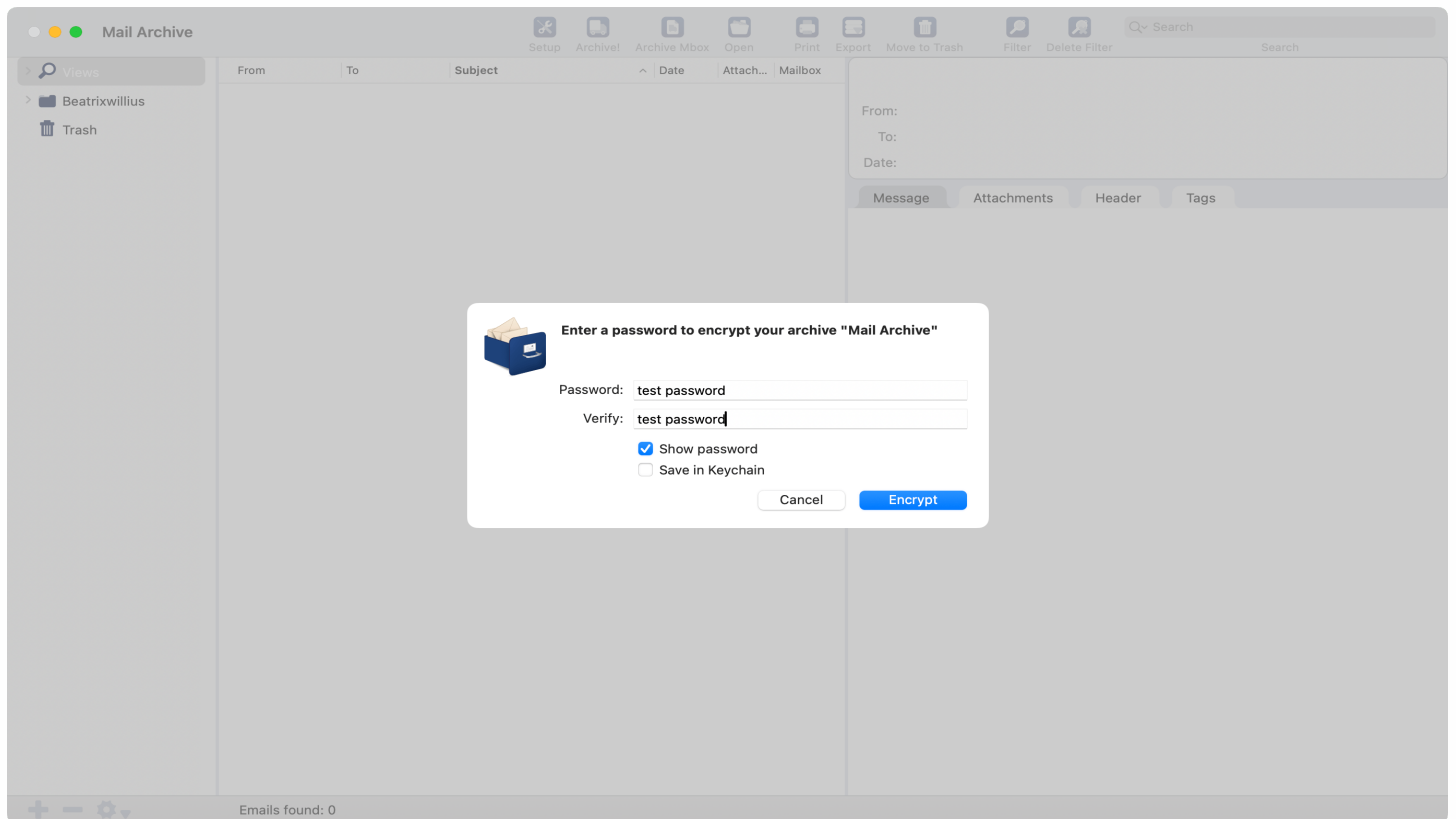 Mail Archive
Setup Archive! Archive Mbox Open Print Export Move to Trash Filter Delete Filter Search
Search
Views
Beatrixwillius
Trash
From To Subject Date Attach... Mailbox
From:
To:
Date:
Message Attachments Header Tags
Enter a password to encrypt your archive "Mail Archive"
Password: test password
Verify: test password
Show password
Save in Keychain
Cancel Encrypt
Emails found: 0